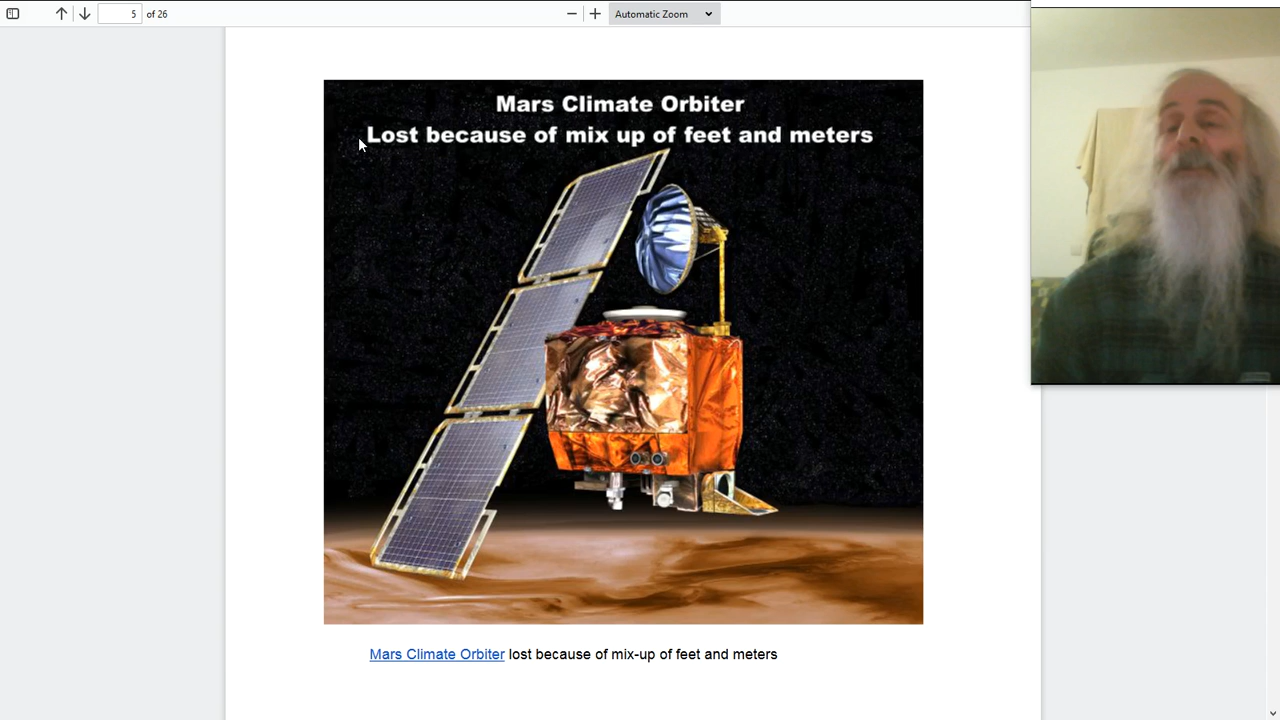 5 of 26
Automatic Zoom
Mars Climate Orbiter
Lost because of mix up of feet and meters
Mars Climate Orbiter lost because of mix-up of feet and meters